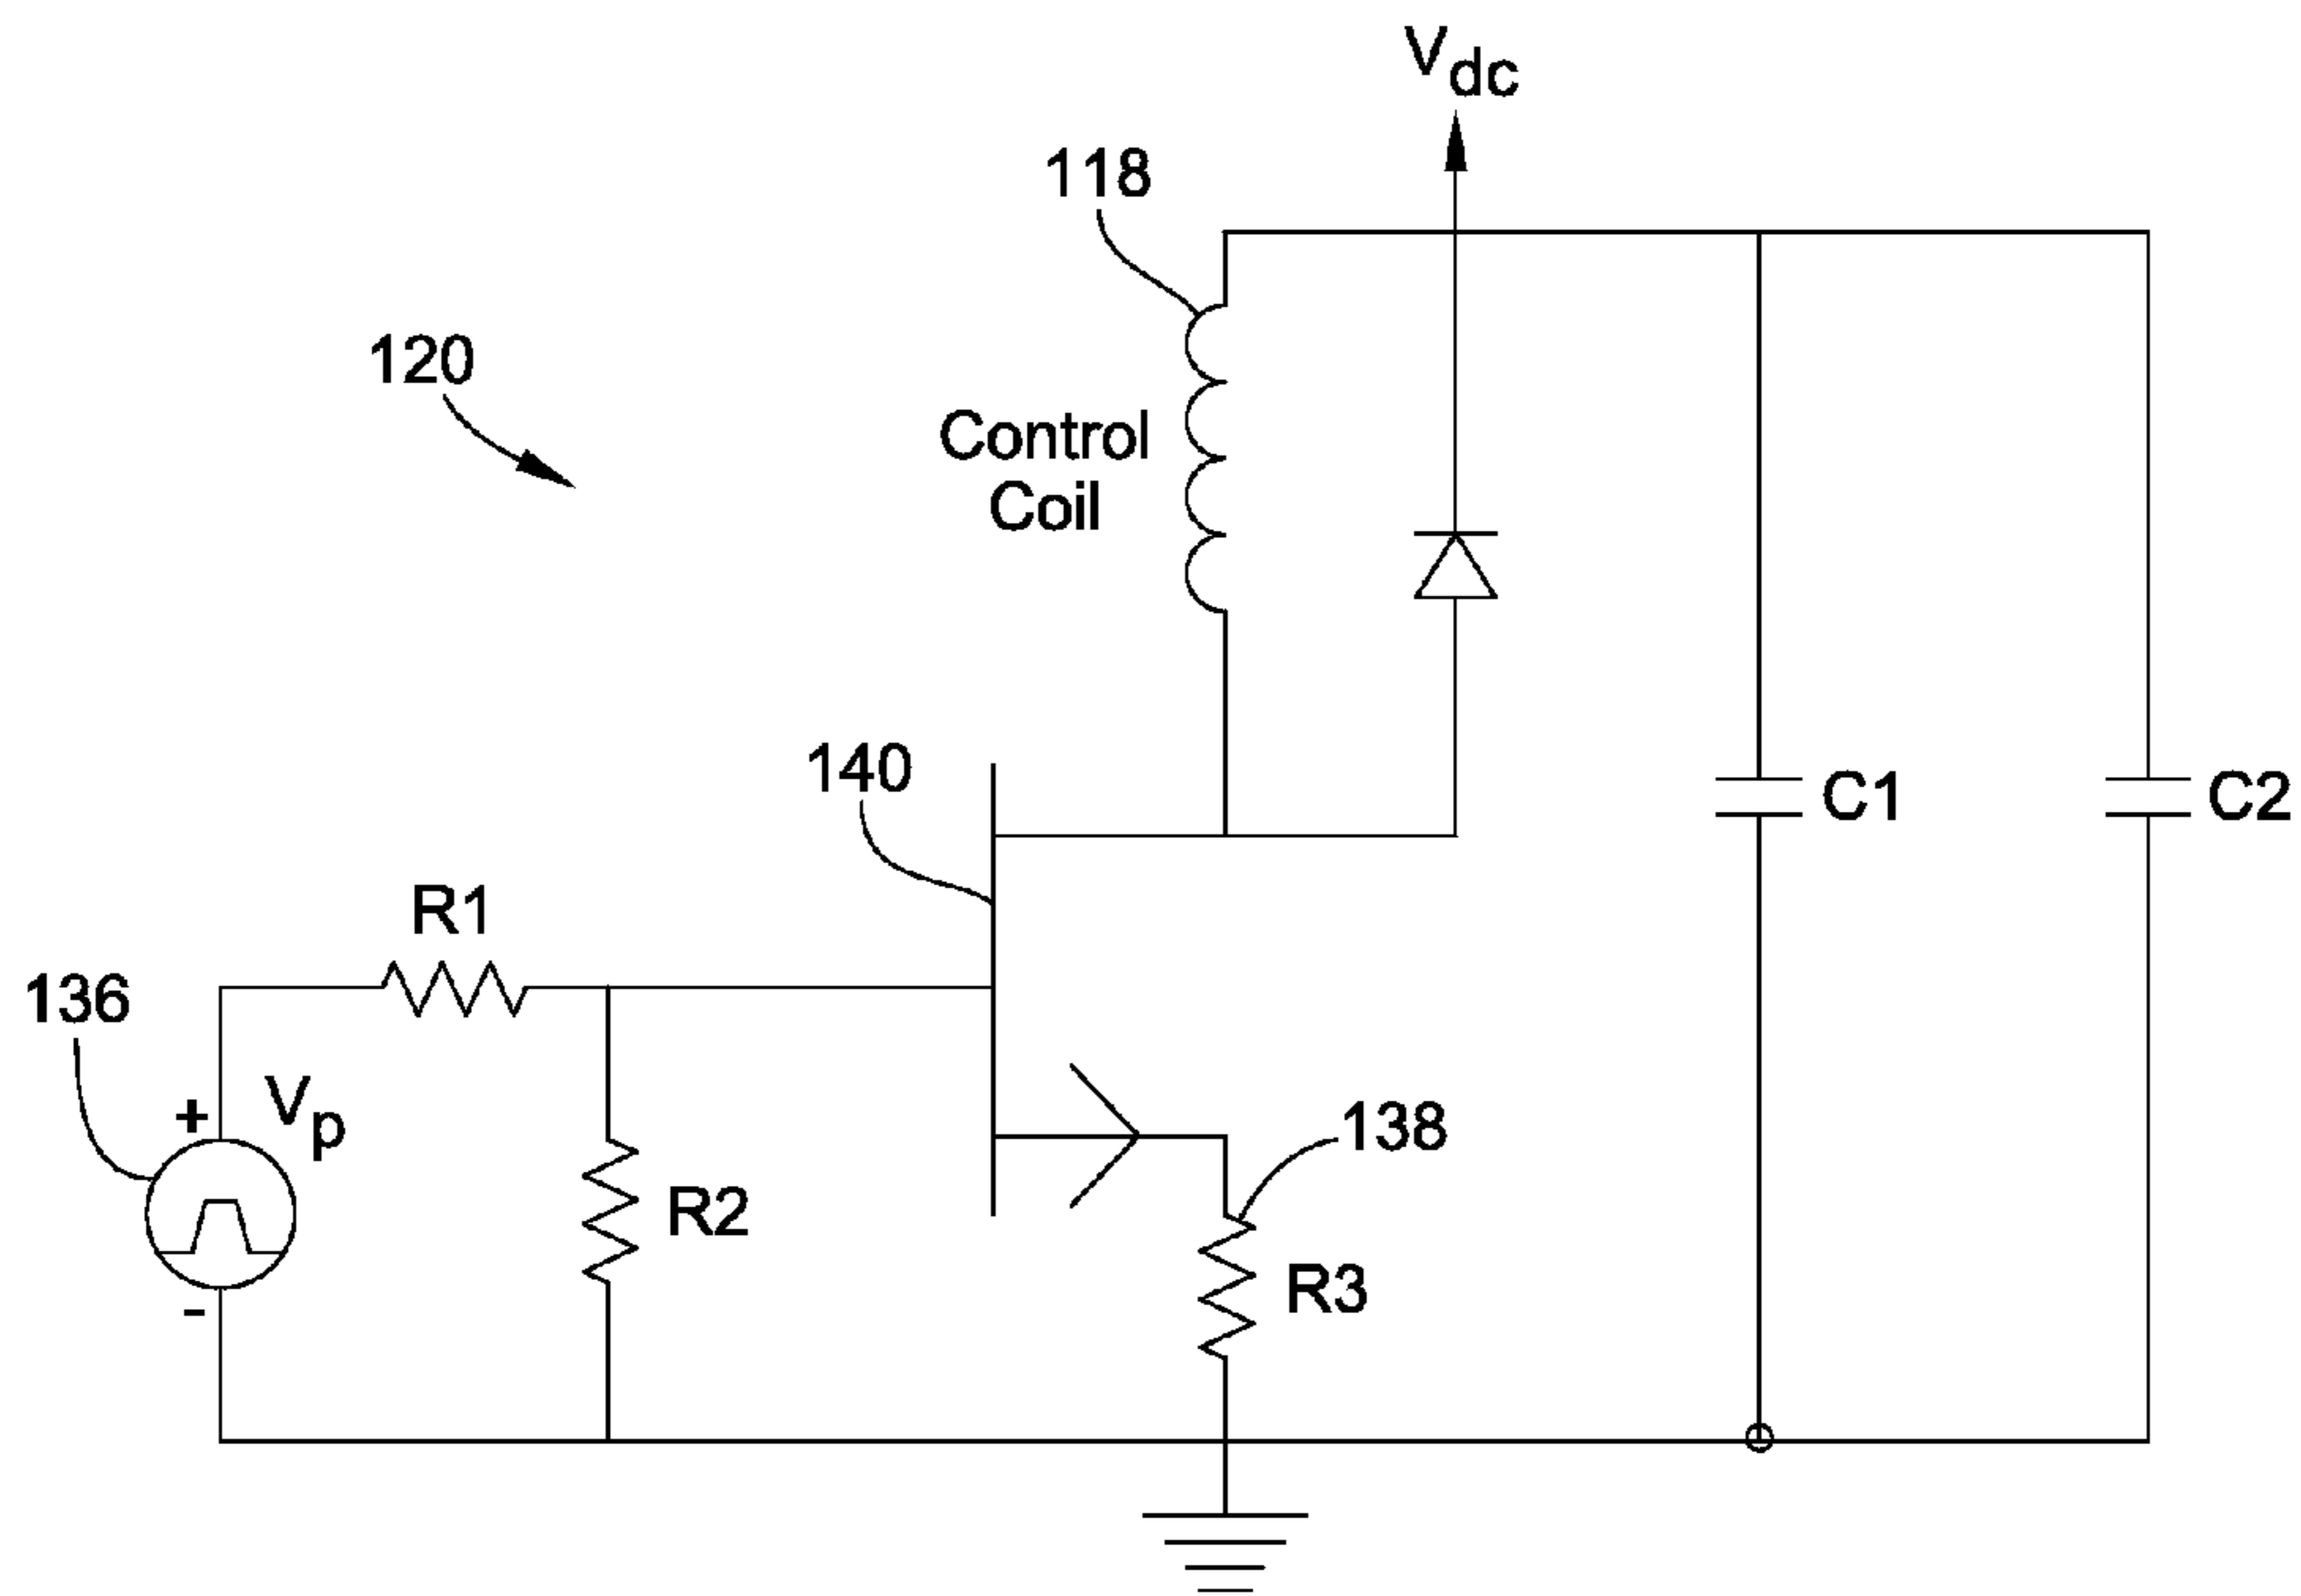 Vdc
118
120
Control
Coil
140
C1
C2
R1
136
+
Vp
138
R2
R3
-